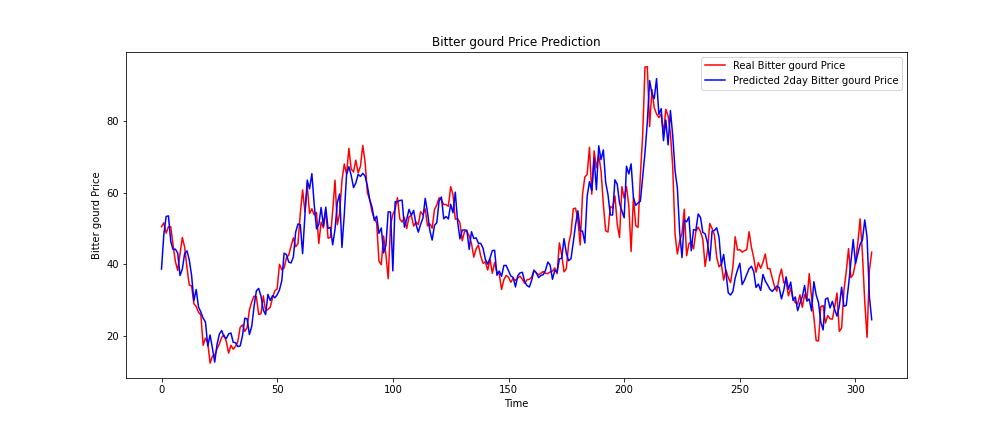 Bitter gourd Price Prediction
Real Bitter gourd Price
Predicted 2day Bitter gourd Price
Bitter gourd Price
80
60
40
20
0
50
100
150
200
250
300
Time